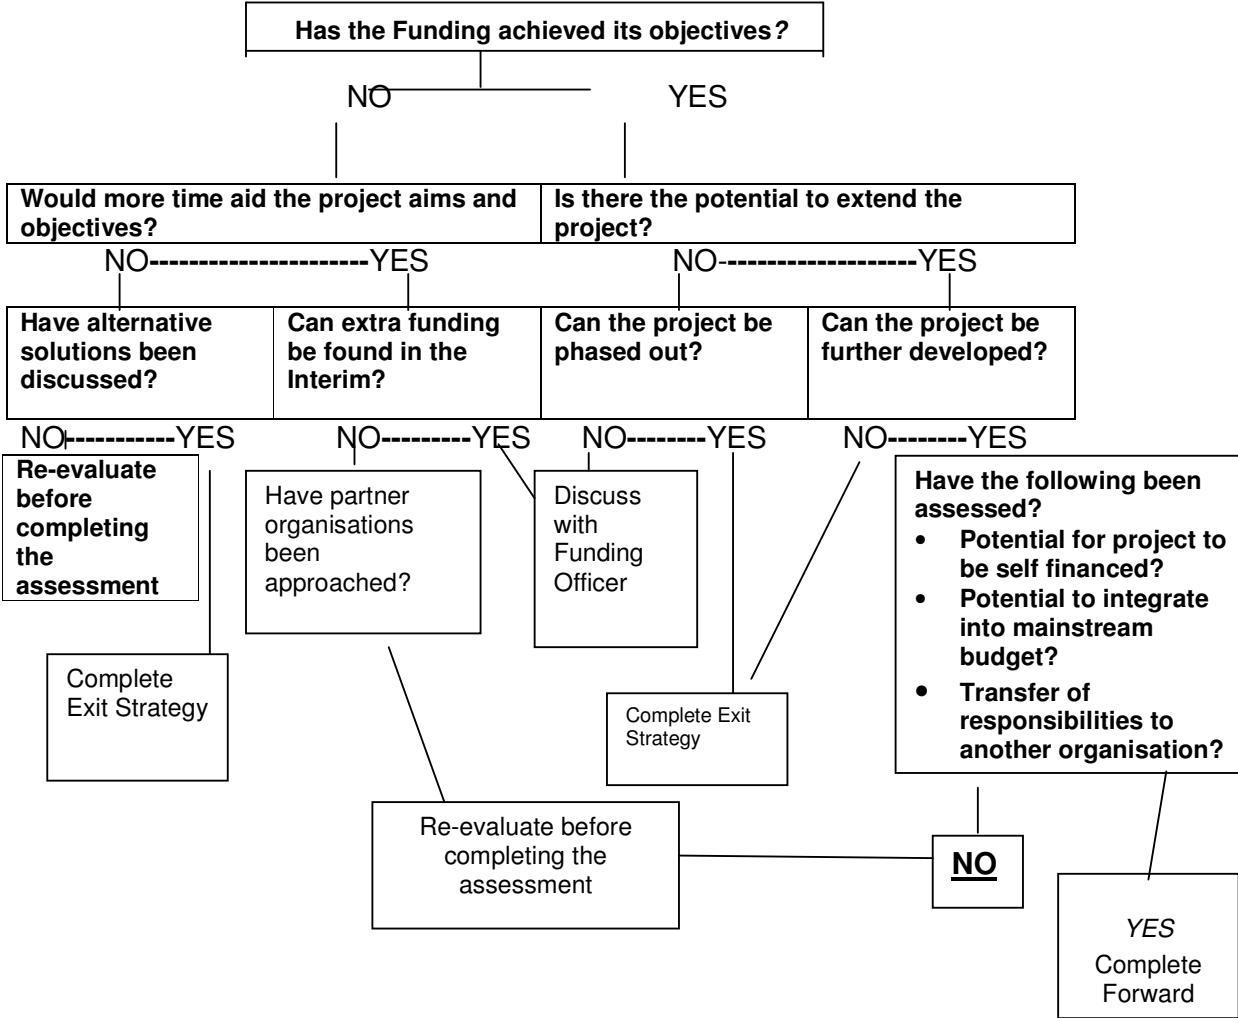 Has the Funding achieved its objectives?
NO YES
Would more time aid the project aims and
objectives?
Is there the potential to extend the
project?
NO----------------------YES
NO--------------------YES
Have alternative
solutions been
discussed?
Can extra funding
be found in the
Interim?
Can the project be
phased out?
Can the project be
further developed?
NO-----------YES
NO---------YES
NO--------YES
NO--------YES
Re-evaluate
before
completing
the
assessment
Have partner
organisations
been
approached?
Discuss
with
Funding
Officer
Have the following been
assessed?
• Potential for project to
be self financed?
• Potential to integrate
into mainstream
budget?
• Transfer of
responsibilities to
another organisation?
Complete
Exit Strategy
Complete Exit
Strategy
Re-evaluate before
completing the
assessment
NO
YES
Complete
Forward